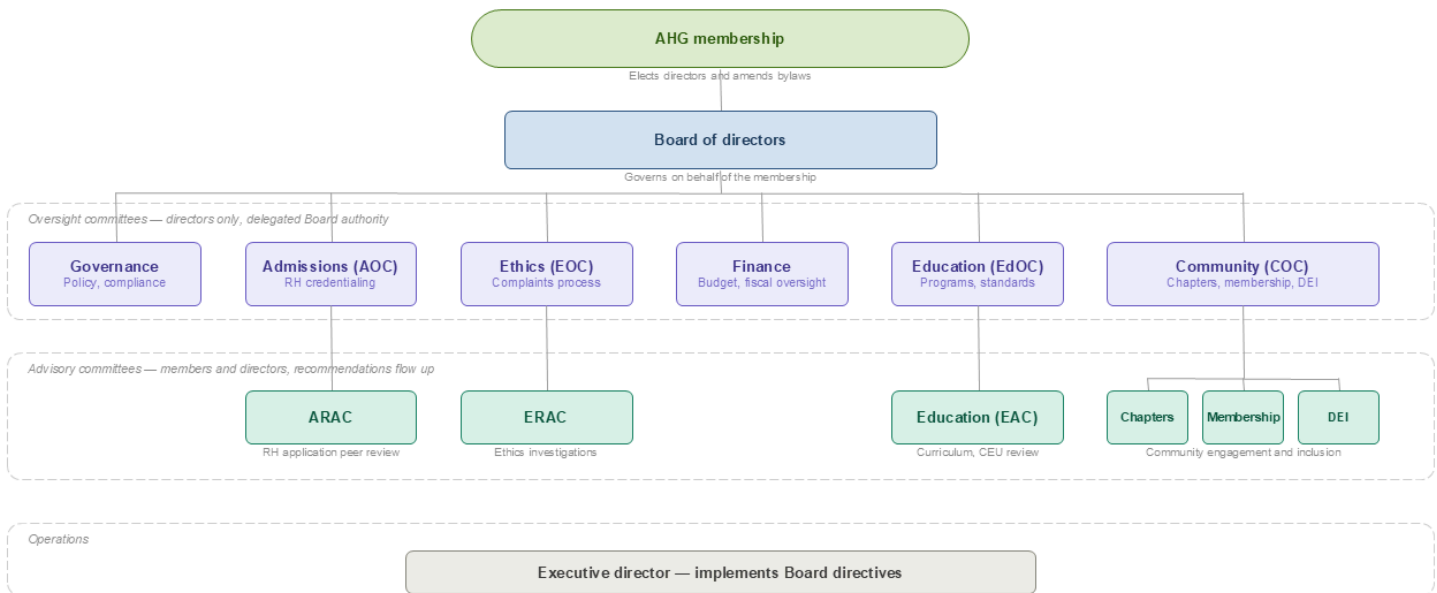 AHG membership
Elects directors and amends bylaws
Board of directors
Governs on behalf of the membership
Oversight committees — directors only, delegated Board authority
Governance
Policy, compliance
Admissions (AOC)
RH credentialing
Ethics (EOC)
Complaints process
Finance
Budget, fiscal oversight
Education (EdOC)
Programs, standards
Community (COC)
Chapters, membership, DEI
Advisory committees — members and directors, recommendations flow up
ARAC
RH application peer review
ERAC
Ethics investigations
Education (EAC)
Curriculum, CEU review
Chapters
Membership
DEI
Community engagement and inclusion
Operations
Executive director — implements Board directives